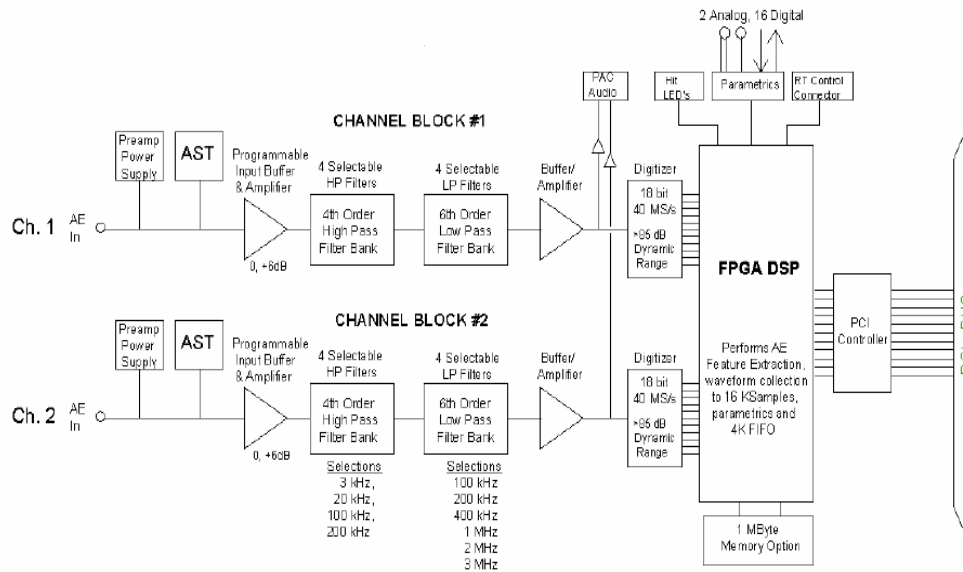 2 Analog, 16 Digital
PAC
Audio
Hit
LED's
Parametrics
RT Control
Connector
CHANNEL BLOCK #1
Preamp
Power
Supply
AST
Programmable
Input Buffer
& Amplifier
4 Selectable
HP Filters
4 Selectable
LP Filters
Buffer/
Amplifier
Digitizer
Ch. 1
AE
In
0, +6dB
4th Order
High Pass
Filter Bank
6th Order
Low Pass
Filter Bank
18 bit
40 MS/s
>85 dB
Dynamic
Range
FPGA DSP
Performs AE
Feature Extraction,
waveform collection
to 16 KSamples,
parametrics and
4K FIFO
PCI
Controller
CHANNEL BLOCK #2
Preamp
Power
Supply
AST
Programmable
Input Buffer
& Amplifier
4 Selectable
HP Filters
4 Selectable
LP Filters
Buffer/
Amplifier
Digitizer
Ch. 2
AE
In
0, +6dB
4th Order
High Pass
Filter Bank
6th Order
Low Pass
Filter Bank
18 bit
40 MS/s
>85 dB
Dynamic
Range
Selections
3 kHz,
20 kHz,
100 kHz,
200 kHz
Selections
100 kHz
200 kHz
400 kHz
1 MHz
2 MHz
3 MHz
1 MByte
Memory Option